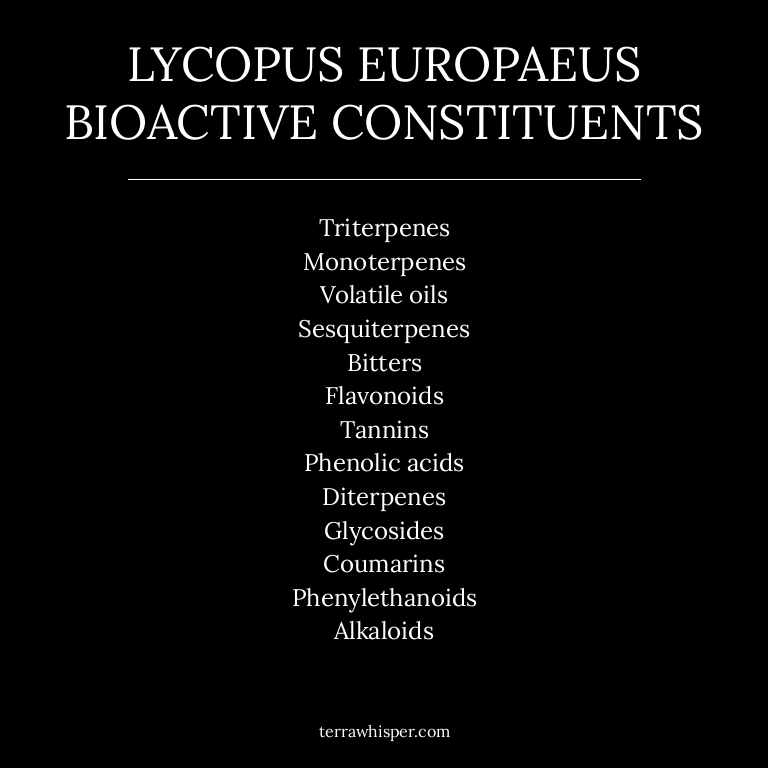 LYCOPUS EUROPAEUS
BIOACTIVE CONSTITUENTS
Triterpenes
Monoterpenes
Volatile oils
Sesquiterpenes
Bitters
Flavonoids
Tannins
Phenolic acids
Diterpenes
Glycosides
Coumarins
Phenylethanoids
Alkaloids
terrawhisper.com